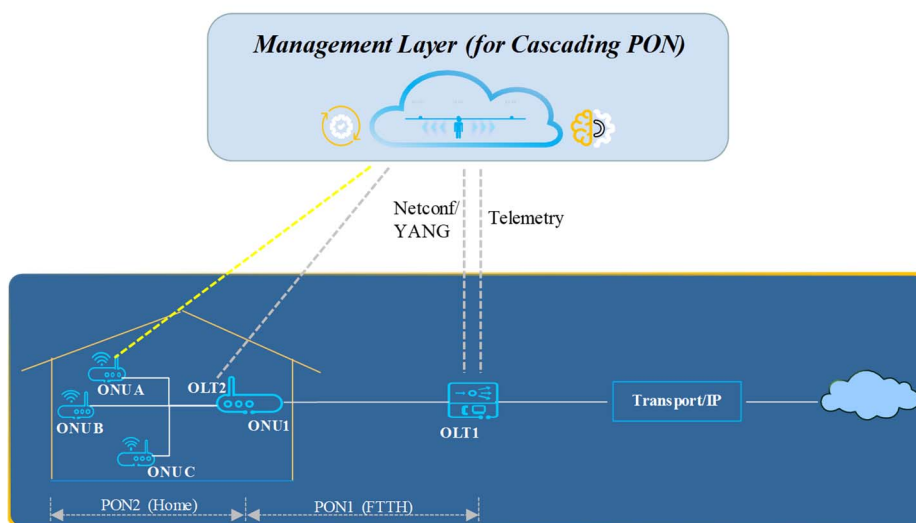 Management Layer (for Cascading PON)
Netconf/
YANG
Telemetry
ONU A
OLT2
ONU B
ONU1
ONU C
OLT1
Transport/IP
PON2 (Home)
PON1 (FTTH)